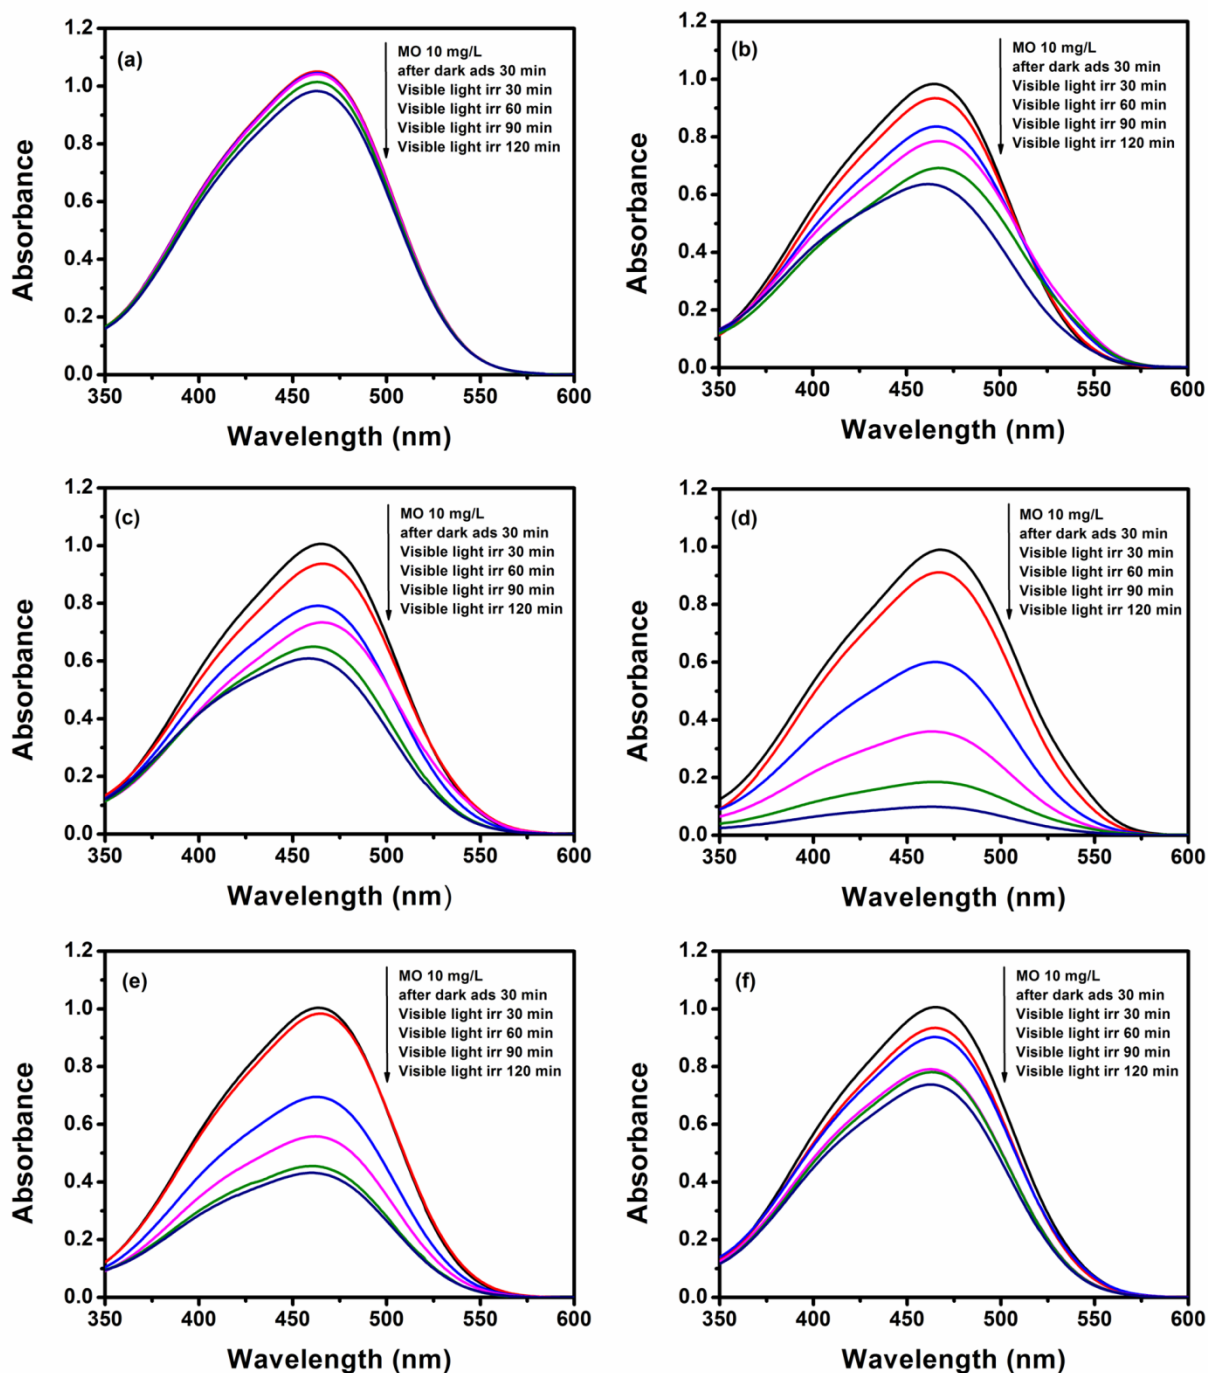 (a)
MO 10 mg/L
after dark ads 30 min
Visible light irr 30 min
Visible light irr 60 min
Visible light irr 90 min
Visible light irr 120 min
1.2
1.0
0.8
0.6
0.4
0.2
0.0
Absorbance
350 400 450 500 550 600
Wavelength (nm)
(b)
MO 10 mg/L
after dark ads 30 min
Visible light irr 30 min
Visible light irr 60 min
Visible light irr 90 min
Visible light irr 120 min
1.2
1.0
0.8
0.6
0.4
0.2
0.0
Absorbance
350 400 450 500 550 600
Wavelength (nm)
(c)
MO 10 mg/L
after dark ads 30 min
Visible light irr 30 min
Visible light irr 60 min
Visible light irr 90 min
Visible light irr 120 min
1.2
1.0
0.8
0.6
0.4
0.2
0.0
Absorbance
350 400 450 500 550 600
Wavelength (nm)
(d)
MO 10 mg/L
after dark ads 30 min
Visible light irr 30 min
Visible light irr 60 min
Visible light irr 90 min
Visible light irr 120 min
1.2
1.0
0.8
0.6
0.4
0.2
0.0
Absorbance
350 400 450 500 550 600
Wavelength (nm)
(e)
MO 10 mg/L
after dark ads 30 min
Visible light irr 30 min
Visible light irr 60 min
Visible light irr 90 min
Visible light irr 120 min
1.2
1.0
0.8
0.6
0.4
0.2
0.0
Absorbance
350 400 450 500 550 600
Wavelength (nm)
(f)
MO 10 mg/L
after dark ads 30 min
Visible light irr 30 min
Visible light irr 60 min
Visible light irr 90 min
Visible light irr 120 min
1.2
1.0
0.8
0.6
0.4
0.2
0.0
Absorbance
350 400 450 500 550 600
Wavelength (nm)